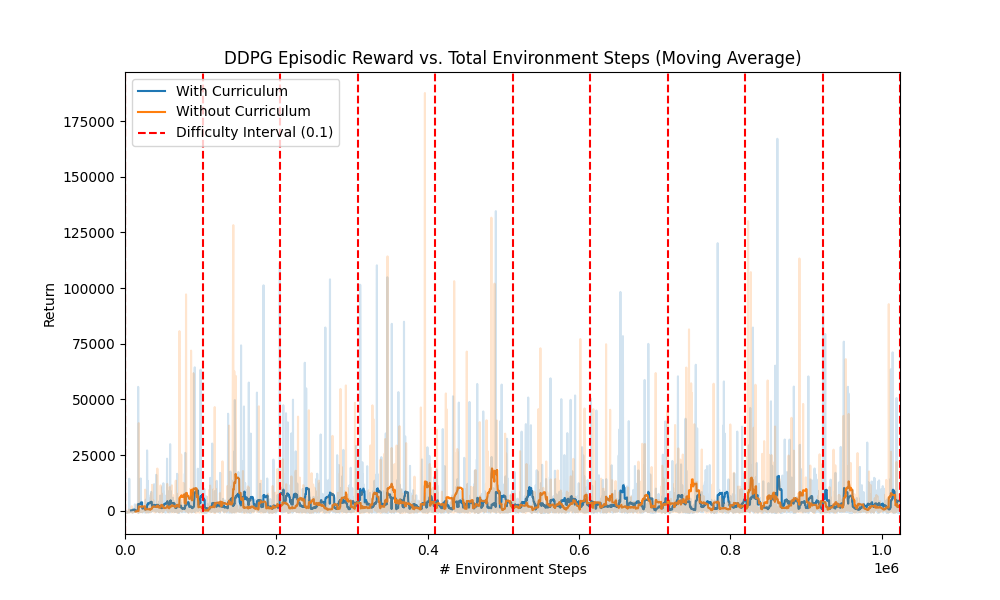 DDPG Episodic Reward vs. Total Environment Steps (Moving Average)
With Curriculum
Without Curriculum
Difficulty Interval (0.1)
175000
150000
125000
100000
75000
50000
25000
0
Return
0.0 0.2 0.4 0.6 0.8 1.0
1e6
# Environment Steps